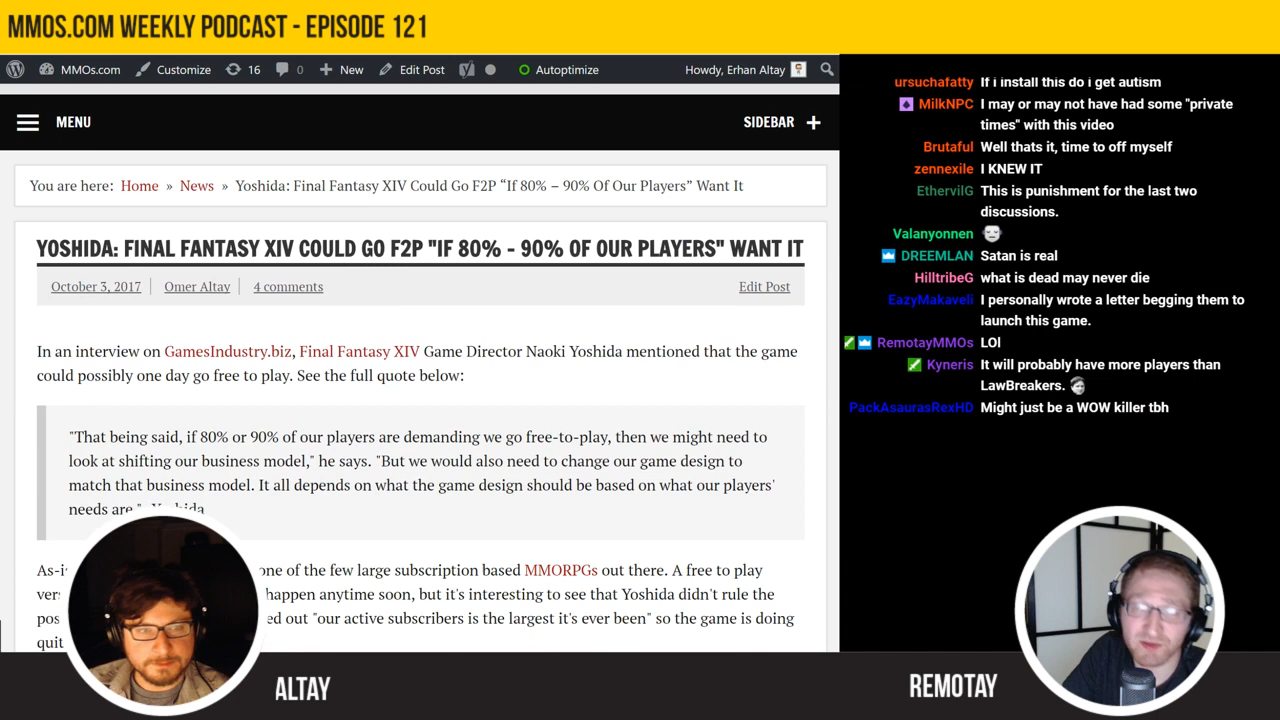 MMOS.COM WEEKLY PODCAST - EPISODE 121
MMOs.com
Customize
16
0
New
Edit Post
Autoptimize
Howdy, Erhan Altay
MENU
SIDEBAR +
You are here: Home » News » Yoshida: Final Fantasy XIV Could Go F2P “If 80% – 90% Of Our Players” Want It
YOSHIDA: FINAL FANTASY XIV COULD GO F2P "IF 80% - 90% OF OUR PLAYERS" WANT IT
October 3, 2017
Omer Altay
4 comments
Edit Post
In an interview on GamesIndustry.biz, Final Fantasy XIV Game Director Naoki Yoshida mentioned that the game
could possibly one day go free to play. See the full quote below:
"That being said, if 80% or 90% of our players are demanding we go free-to-play, then we might need to
look at shifting our business model," he says. "But we would also need to change our game design to
match that business model. It all depends on what the game design should be based on what our players'
needs are." Yoshida
one of the few large subscription based MMORPGs out there. A free to play
happen anytime soon, but it's interesting to see that Yoshida didn't rule the
ed out "our active subscribers is the largest it's ever been" so the game is doing
ursuchafatty If i install this do i get autism
MilkNPC I may or may not have had some "private
times" with this video
Brutaful Well thats it, time to off myself
zennexile I KNEW IT
EthervilG This is punishment for the last two
discussions.
Valanyonnen
DREEMLAN Satan is real
HilltribeG what is dead may never die
EazyMakaveli I personally wrote a letter begging them to
launch this game.
RemotayMMOs LOl
Kyneris It will probably have more players than
LawBreakers.
PackAsaurasRexHD Might just be a WOW killer tbh
ALTAY
REMOTAY